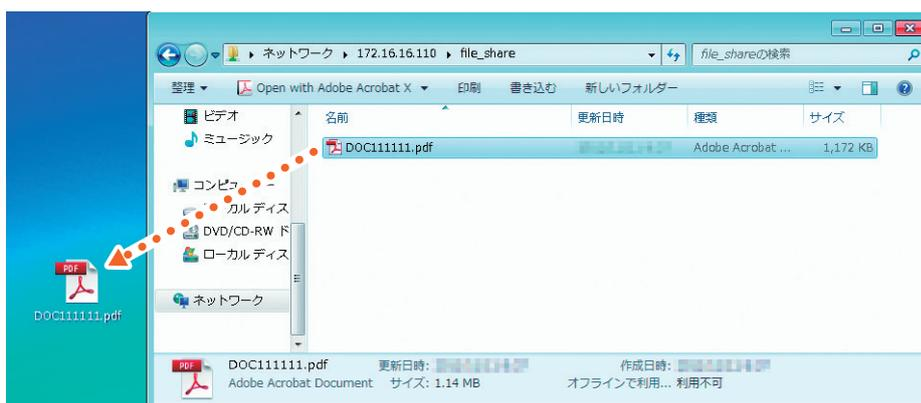 ネットワーク 172.16.16.110 file_share file_shareの検索
整理 Open with Adobe Acrobat X 印刷 書き込む 新しいフォルダー
ビデオ
ミュージック
コンピュ
カル ディス
DVD/CD-RW ド
ローカル ディス
ネットワーク
名前 更新日時 種類 サイズ
DOC111111.pdf Adobe Acrobat ... 1,172 KB
PDF
DOC111111.pdf
PDF
DOC111111.pdf 更新日時: 作成日時:
Adobe Acrobat Document サイズ: 1.14 MB オフラインで利用... 利用不可